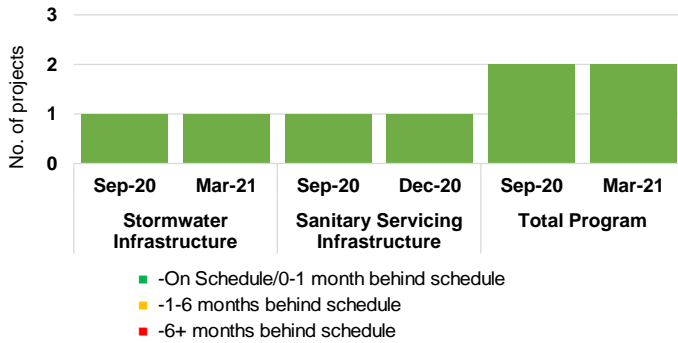 No. of projects
3
2
1
0
Sep-20 Mar-21 Sep-20 Dec-20 Sep-20 Mar-21
Stormwater Infrastructure
Sanitary Servicing Infrastructure
Total Program
-On Schedule/0-1 month behind schedule
-1-6 months behind schedule
-6+ months behind schedule